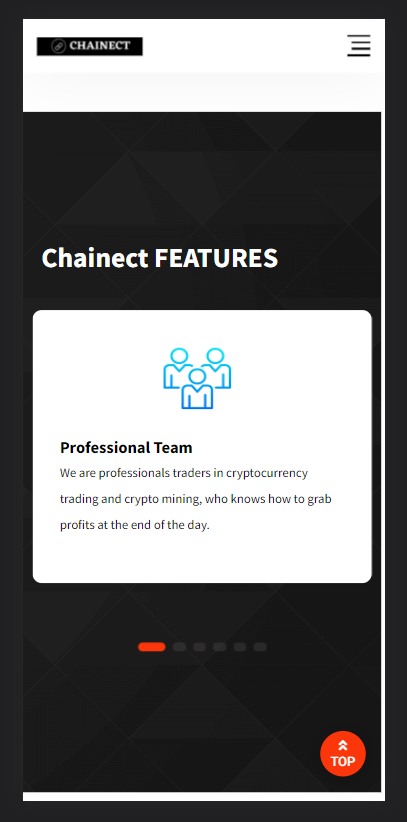 CHAINECT
Chainect FEATURES
Professional Team
We are professionals traders in cryptocurrency
trading and crypto mining, who knows how to grab
profits at the end of the day.
TOP